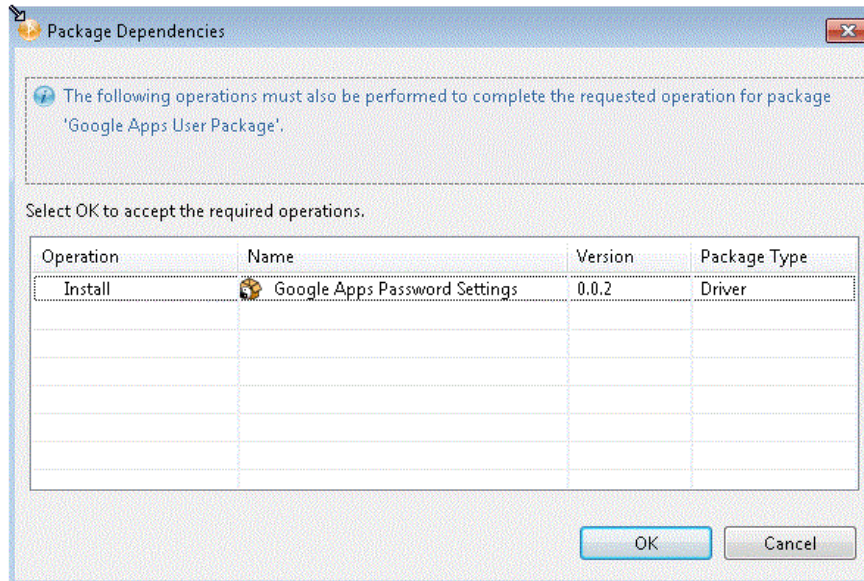 Package Dependencies
The following operations must also be performed to complete the requested operation for package
'Google Apps User Package'.
Select OK to accept the required operations.
Operation Name Version Package Type
Install Google Apps Password Settings 0.0.2 Driver
OK Cancel